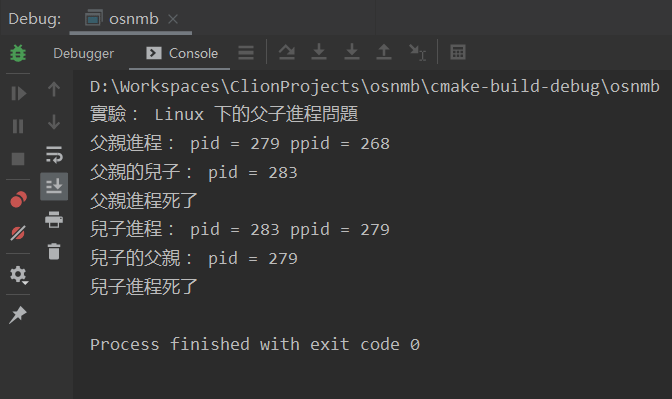 Debug: osnmb
Debugger Console
D:\Workspaces\ClionProjects\osnmb\cmake-build-debug\osnmb
實驗： Linux 下的父子進程問題
父親進程： pid = 279 ppid = 268
父親的兒子： pid = 283
父親進程死了
兒子進程： pid = 283 ppid = 279
兒子的父親： pid = 279
兒子進程死了
Process finished with exit code 0